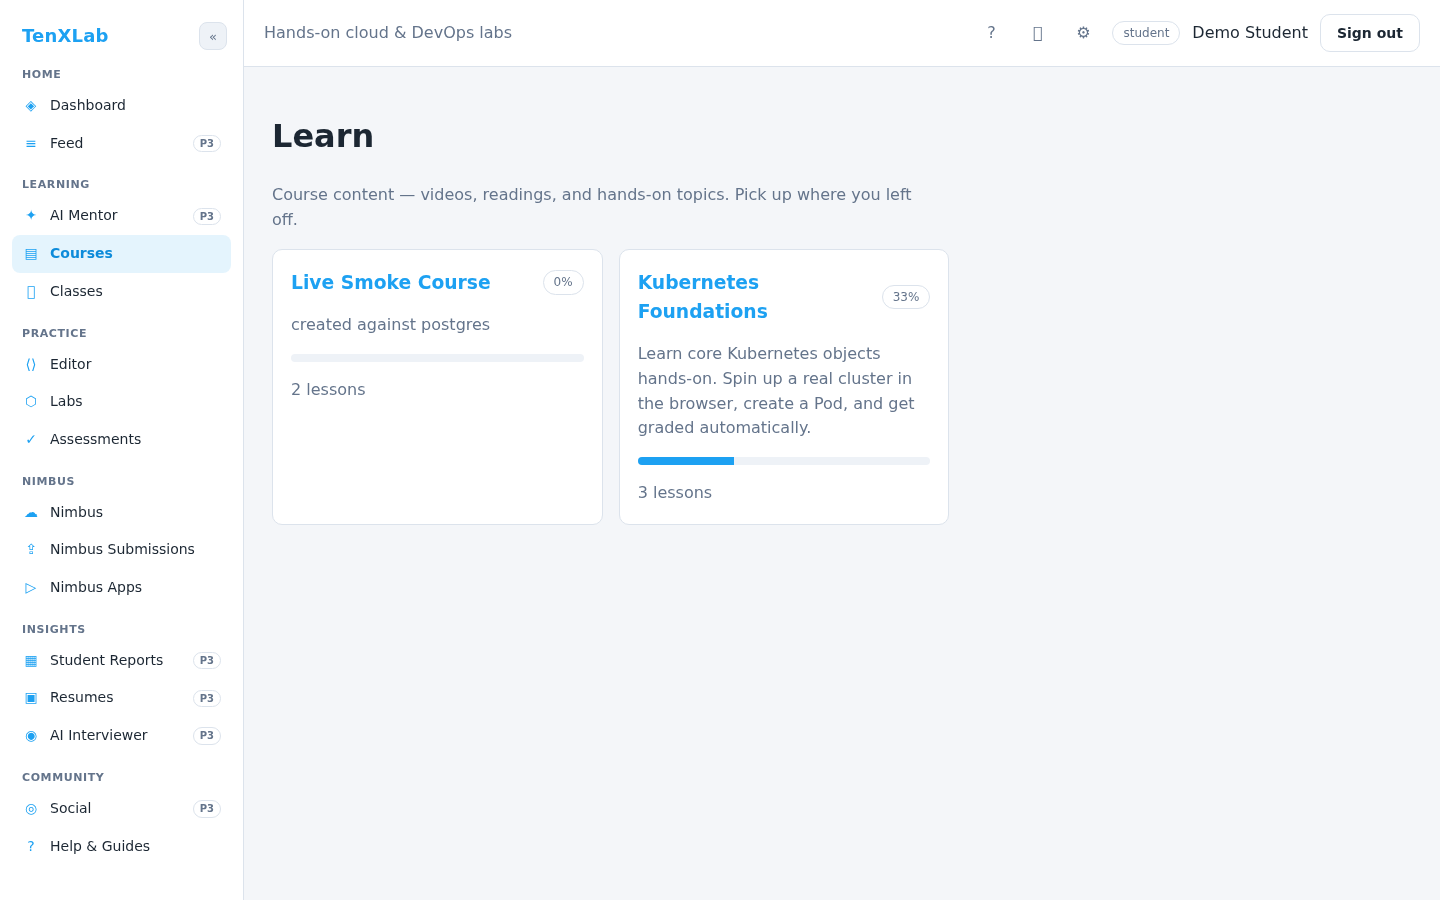 TenXLab
«
HOME
Dashboard
Feed P3
LEARNING
AI Mentor P3
Courses
Classes
PRACTICE
Editor
Labs
Assessments
NIMBUS
Nimbus
Nimbus Submissions
Nimbus Apps
INSIGHTS
Student Reports P3
Resumes P3
AI Interviewer P3
COMMUNITY
Social P3
? Help & Guides
Hands-on cloud & DevOps labs
? student Demo Student Sign out
Learn
Course content — videos, readings, and hands-on topics. Pick up where you left
off.
Live Smoke Course 0%
created against postgres
2 lessons
Kubernetes
Foundations
33%
Learn core Kubernetes objects
hands-on. Spin up a real cluster in
the browser, create a Pod, and get
graded automatically.
3 lessons